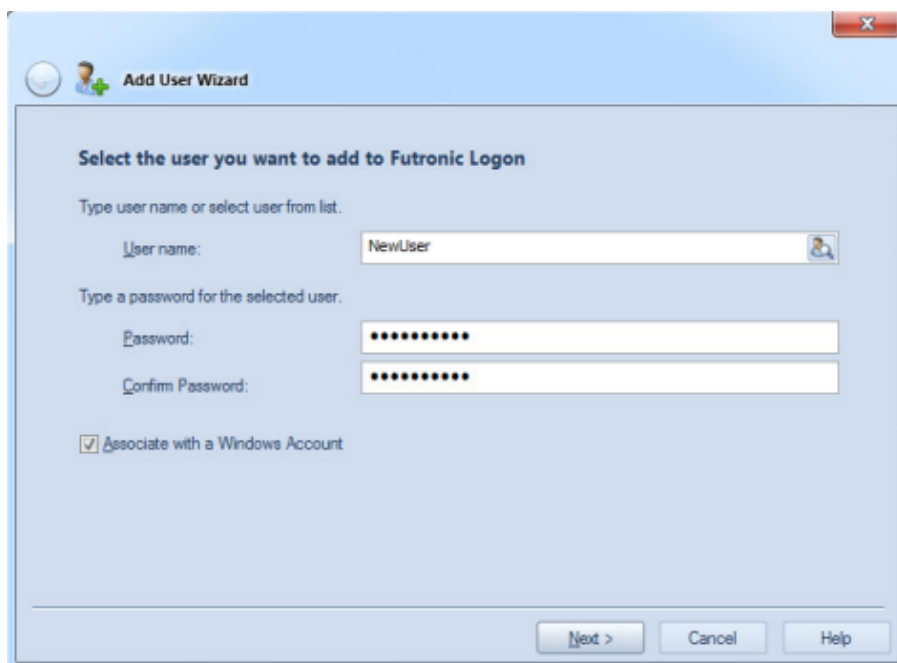 Add User Wizard
Select the user you want to add to Futronic Logon
Type user name or select user from list.
User name: NewUser
Type a password for the selected user.
Password: ●●●●●●●●●●
Confirm Password: ●●●●●●●●●●
Associate with a Windows Account
Next > Cancel Help